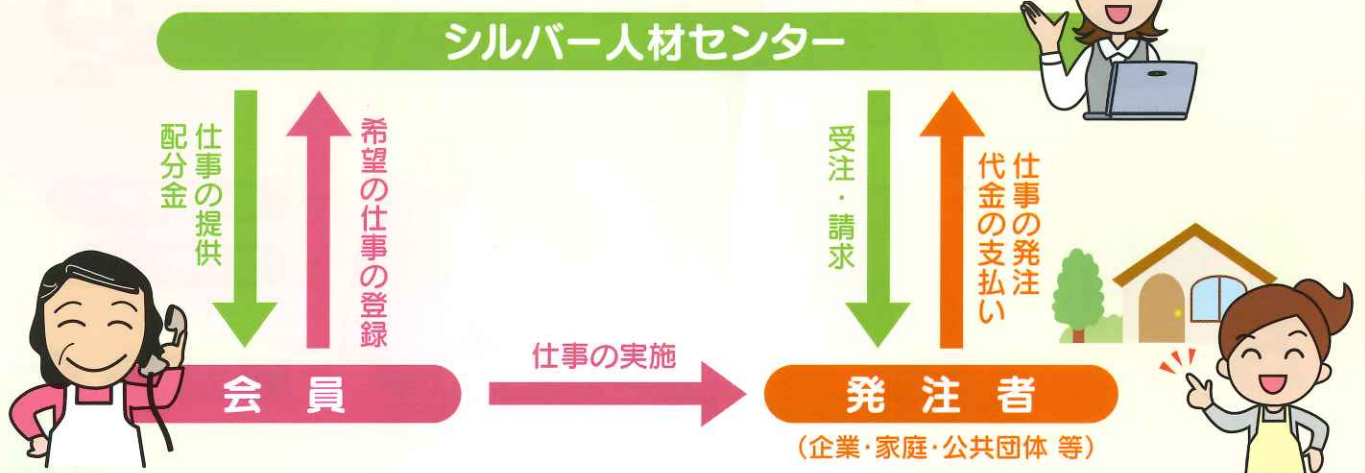 シルバー人材センター
仕事の提供
配分金
希望の仕事の登録
受注・請求
仕事の発注
代金の支払い
仕事の実施
会員
発注者
(企業・家庭・公共団体 等)